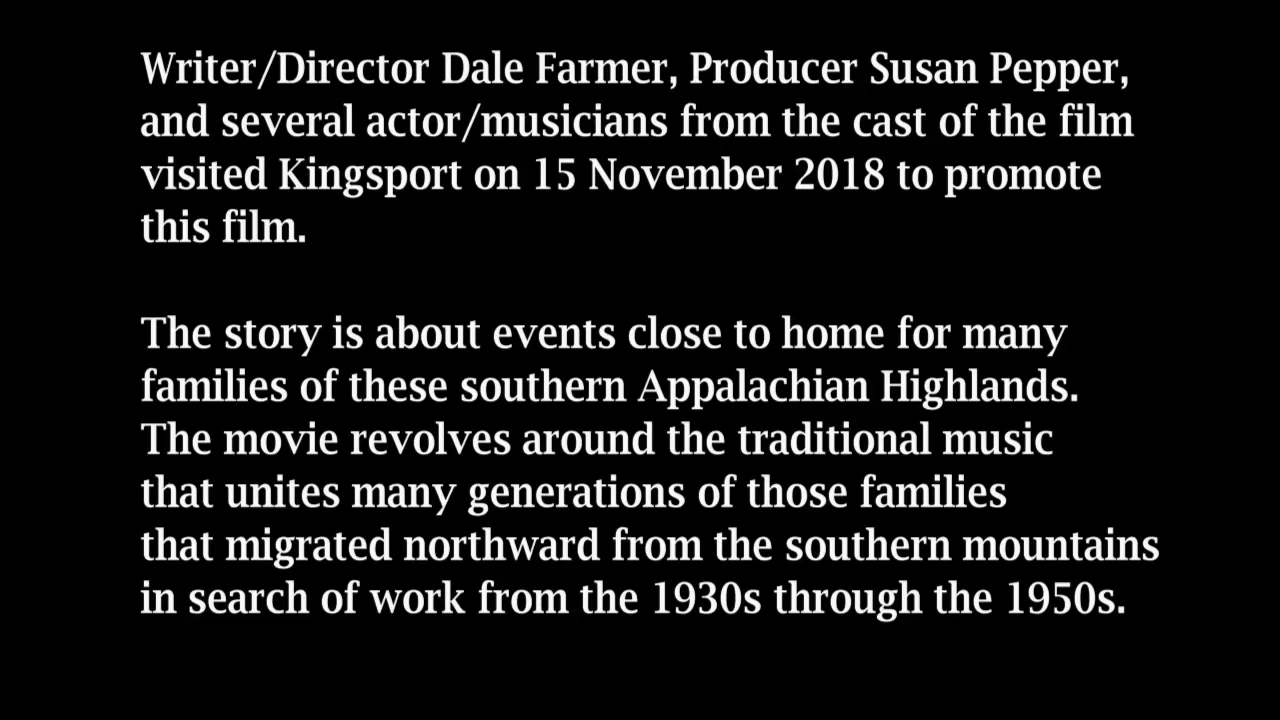 Writer/Director Dale Farmer, Producer Susan Pepper,
and several actor/musicians from the cast of the film
visited Kingsport on 15 November 2018 to promote
this film.
The story is about events close to home for many
families of these southern Appalachian Highlands.
The movie revolves around the traditional music
that unites many generations of those families
that migrated northward from the southern mountains
in search of work from the 1930s through the 1950s.